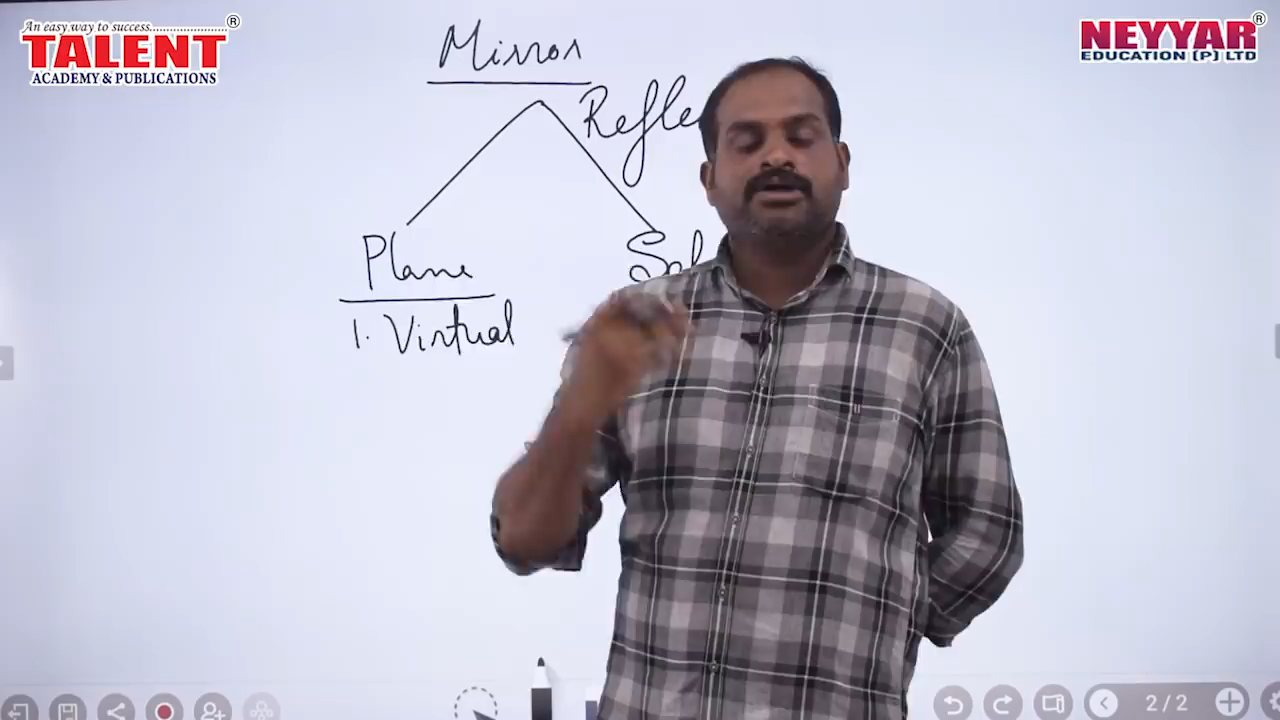 An easy way to success......................®
TALENT
ACADEMY & PUBLICATIONS
NEYYAR®
EDUCATION (P) LTD
Mirror
Refle
Plane
1. Virtual
2/2